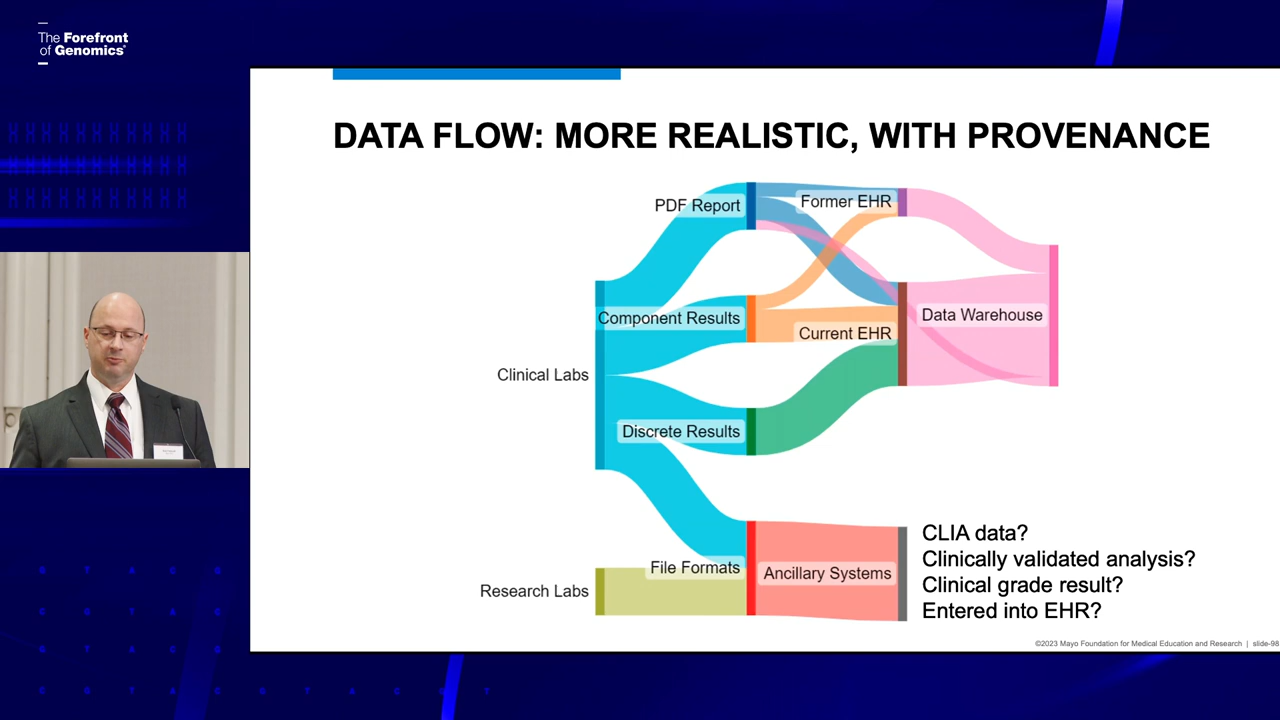 The Forefront
of Genomics®
DATA FLOW: MORE REALISTIC, WITH PROVENANCE
PDF Report
Former EHR
Component Results
Current EHR
Data Warehouse
Clinical Labs
Discrete Results
File Formats
Ancillary Systems
Research Labs
CLIA data?
Clinically validated analysis?
Clinical grade result?
Entered into EHR?
©2023 Mayo Foundation for Medical Education and Research | slide-98